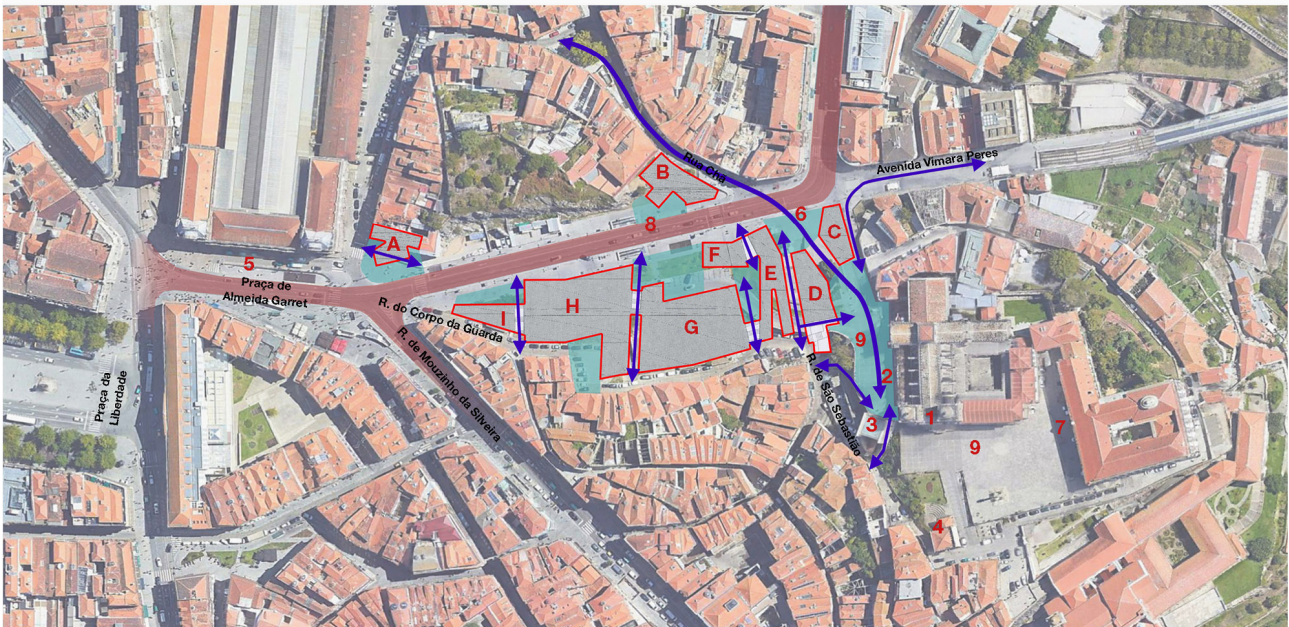 Rua Chã
Avenida Vimara Peres
B
6
8
C
A
5
F
E
Praça de
Almeida Garret
D
R. do Corpo da Guarda
H
I
G
9
R. de Mouzinho da Silveira
R. de São Sebastião
2
Praça da
Liberdade
1
3
7
9
4